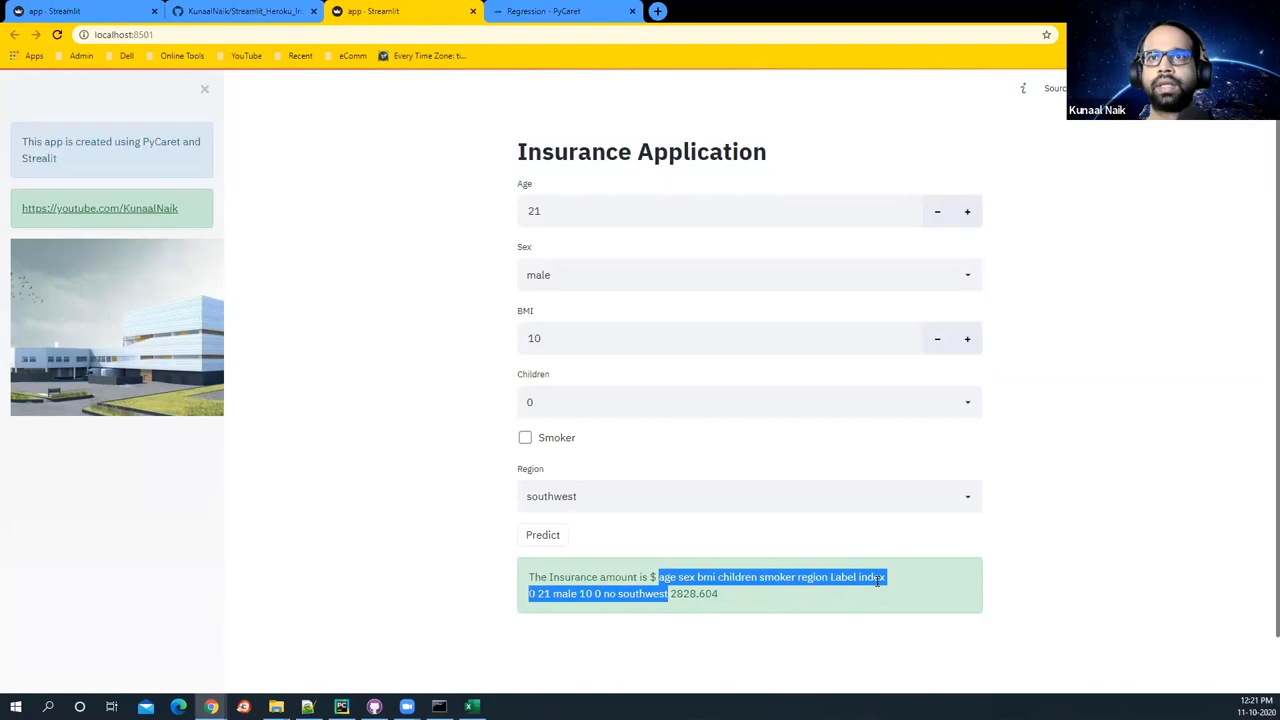 app · Streamlit
KunaalNaik/Streamlit_Heroku_In
app · Streamlit
Regression - PyCaret
localhost:8501
Apps
Admin
Dell
Online Tools
YouTube
Recent
eComm
Every Time Zone: ti...
Kunaal Naik
Sourc
This app is created using PyCaret and
Strealit
https://youtube.com/KunaalNaik
Insurance Application
Age
21
Sex
male
BMI
10
Children
0
Smoker
Region
southwest
Predict
The Insurance amount is $ age sex bmi children smoker region Label index
0 21 male 10 0 no southwest 2828.604
12:21 PM
11-10-2020